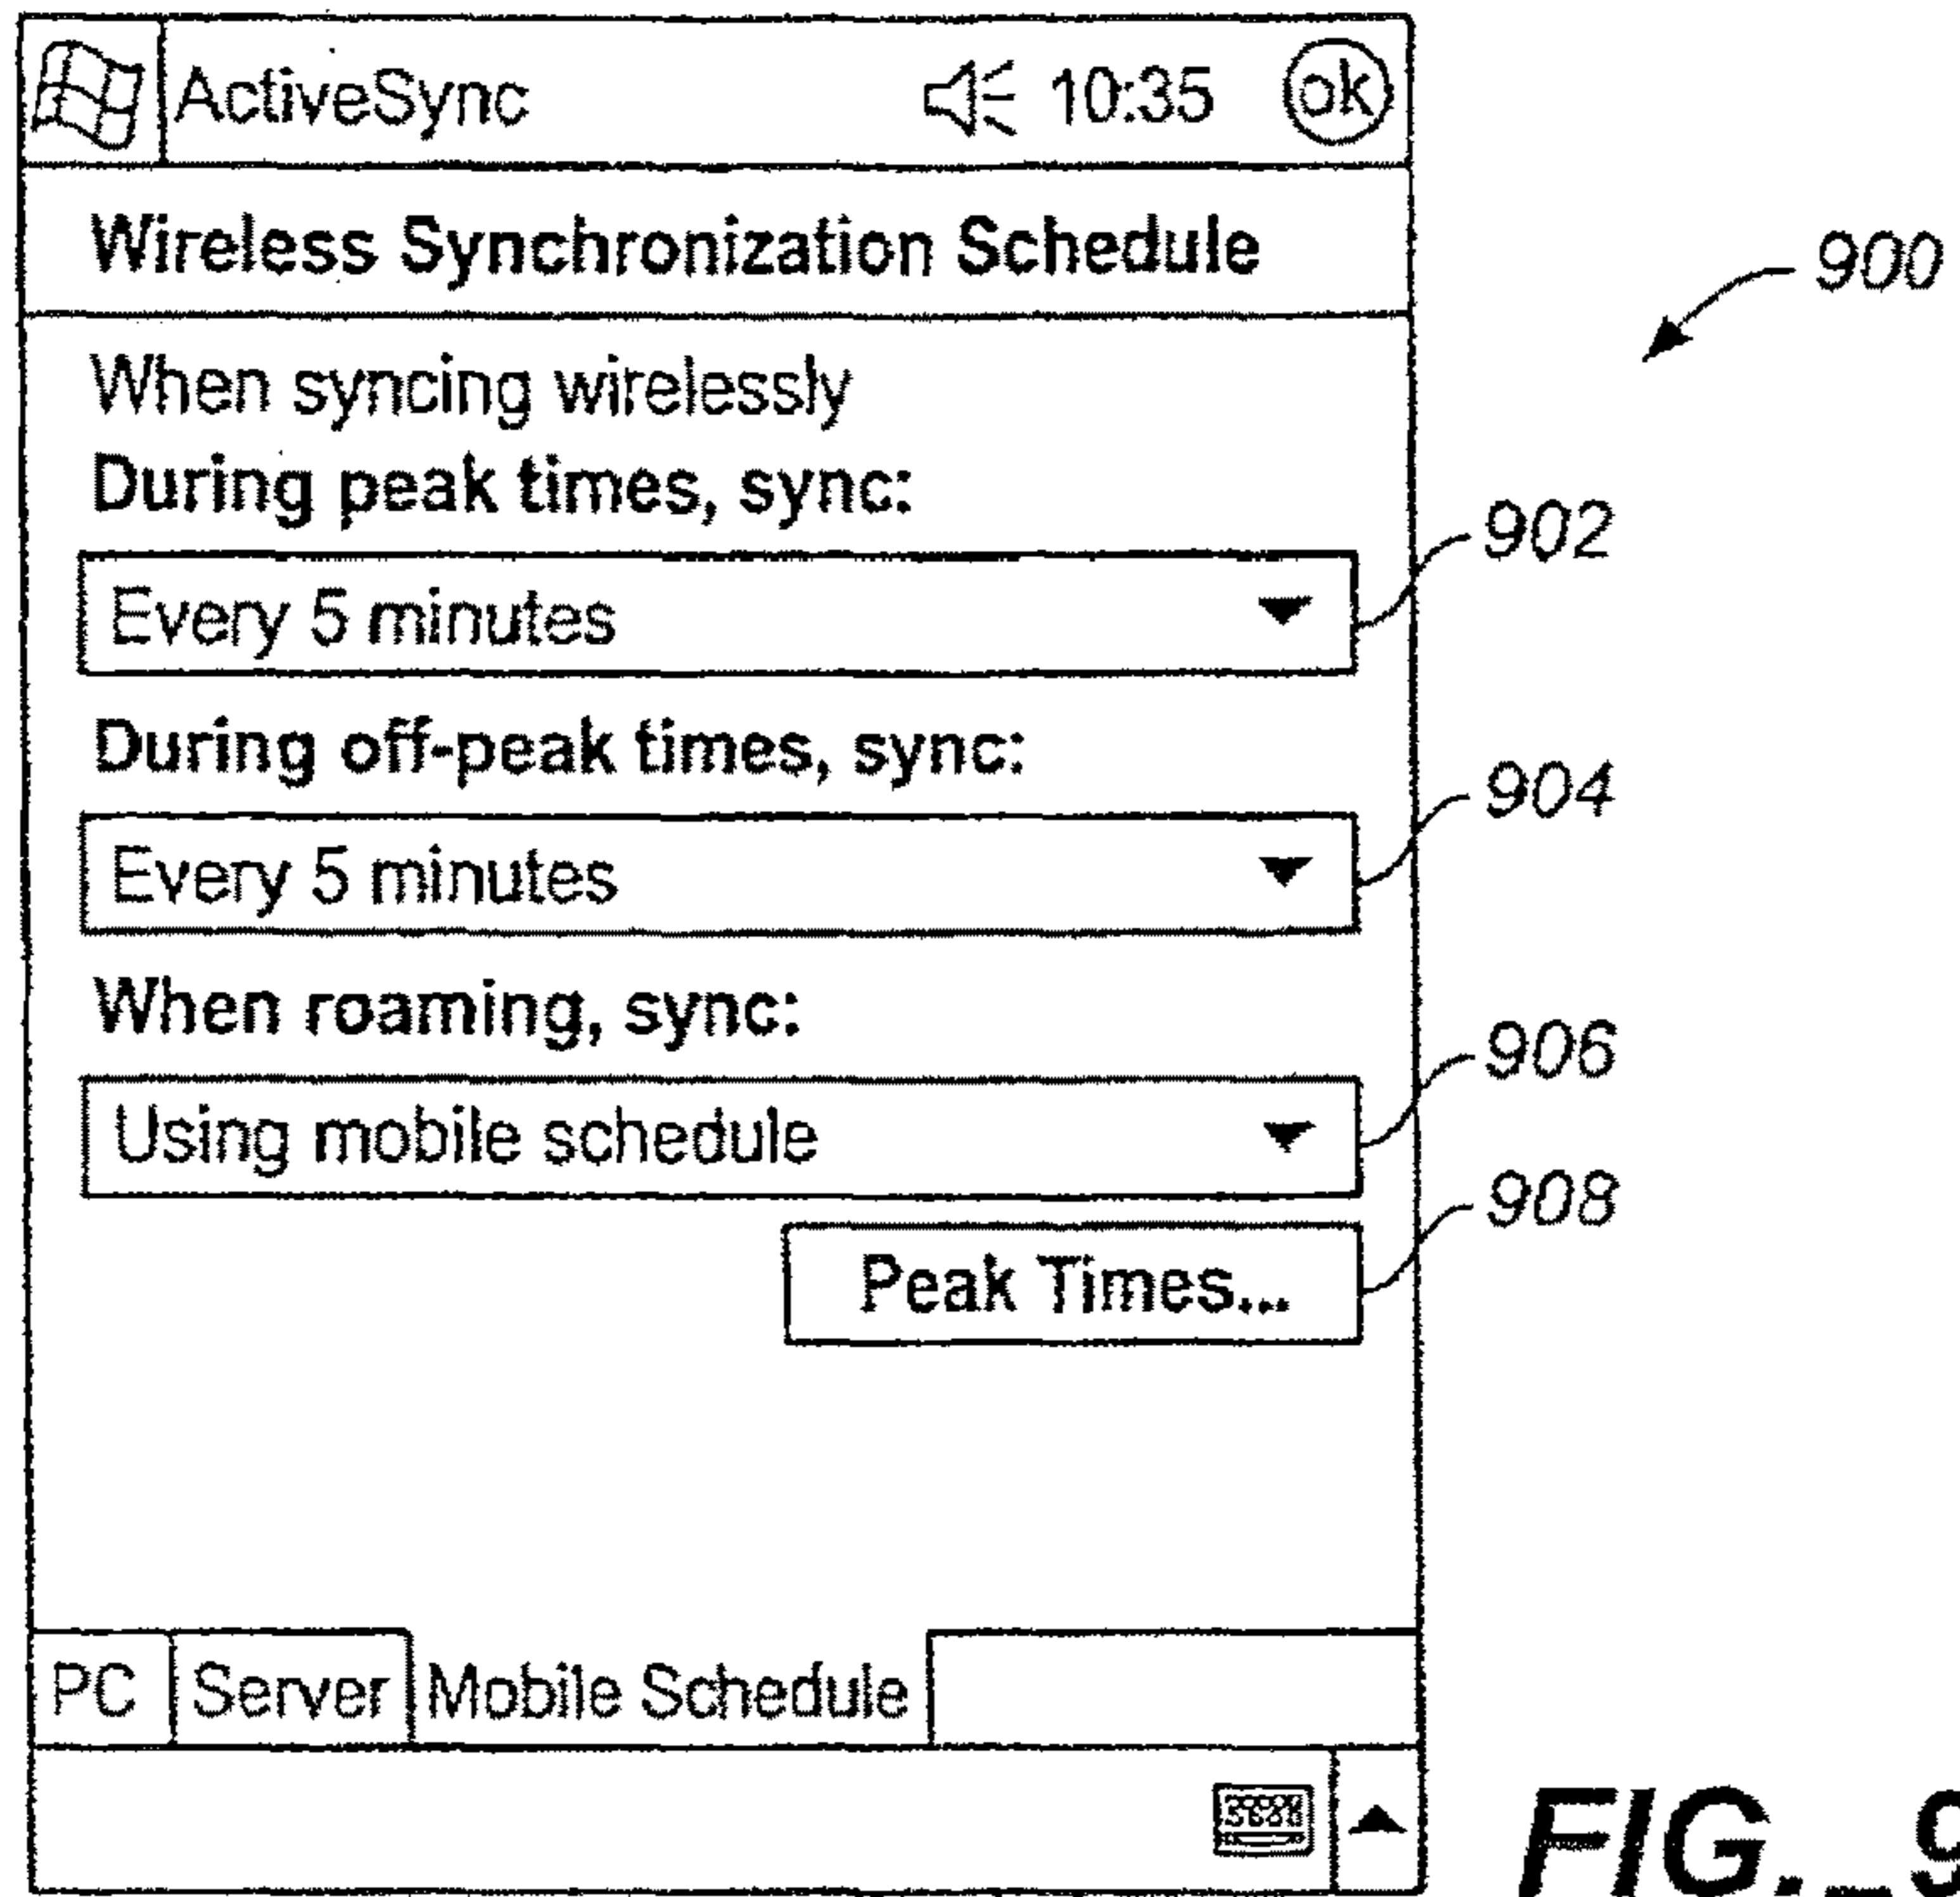 ActiveSync 10:35 ok
Wireless Synchronization Schedule
900
When syncing wirelessly
During peak times, sync:
902
Every 5 minutes
During off-peak times, sync:
904
Every 5 minutes
When roaming, sync:
906
Using mobile schedule
908
Peak Times...
PC Server Mobile Schedule
FIG._9